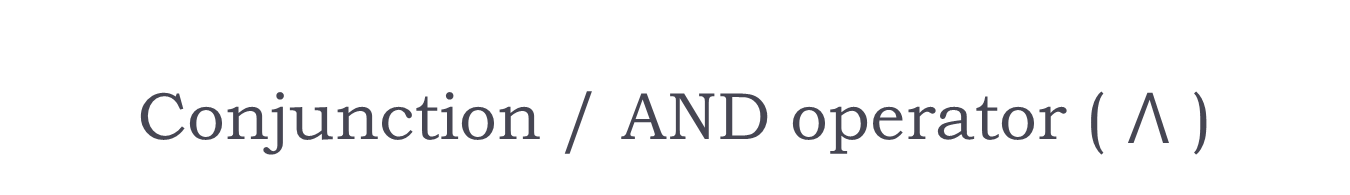 Conjunction / AND operator ( Λ )